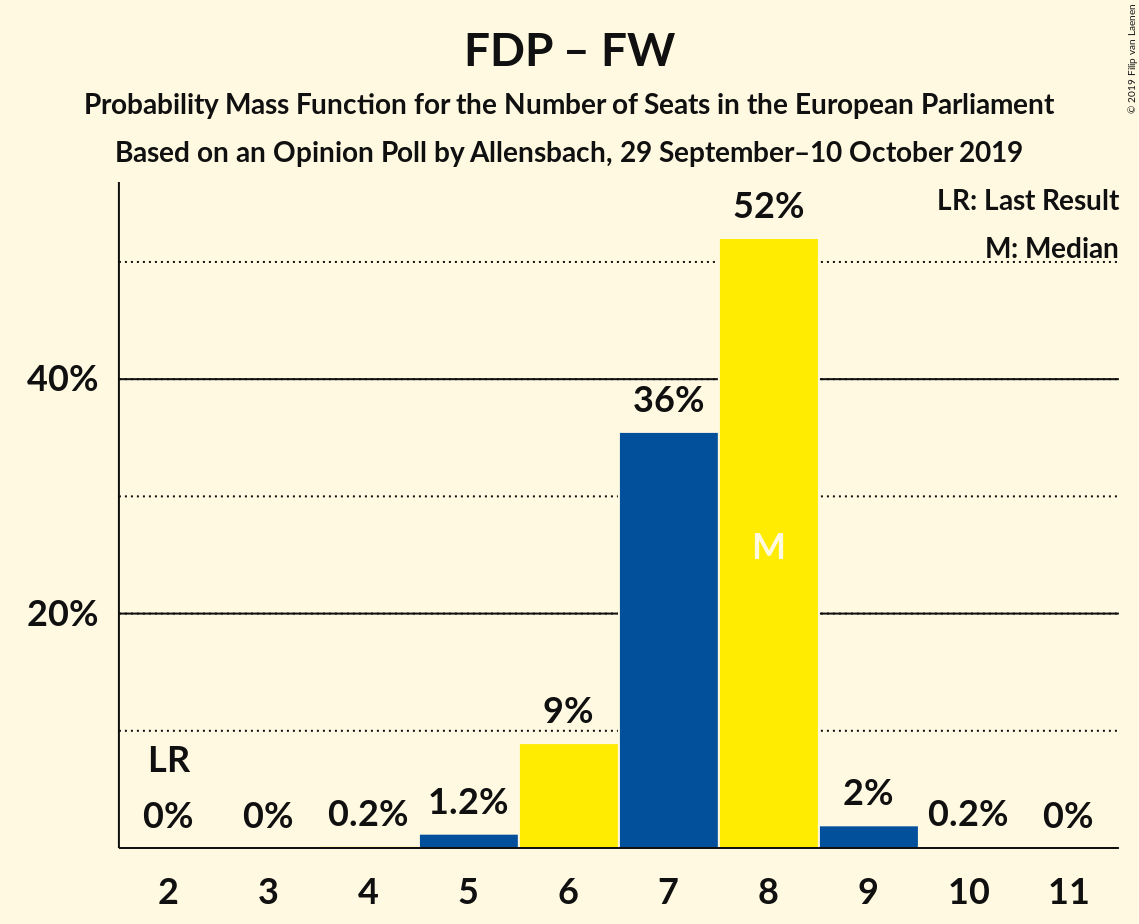 FDP – FW
Probability Mass Function for the Number of Seats in the European Parliament
Based on an Opinion Poll by Allensbach, 29 September–10 October 2019
© 2019 Filip van Laenen
LR: Last Result
M: Median
52%
40%
36%
M
20%
9%
LR
0%
0%
0.2%
1.2%
2%
0.2%
0%
2 3 4 5 6 7 8 9 10 11